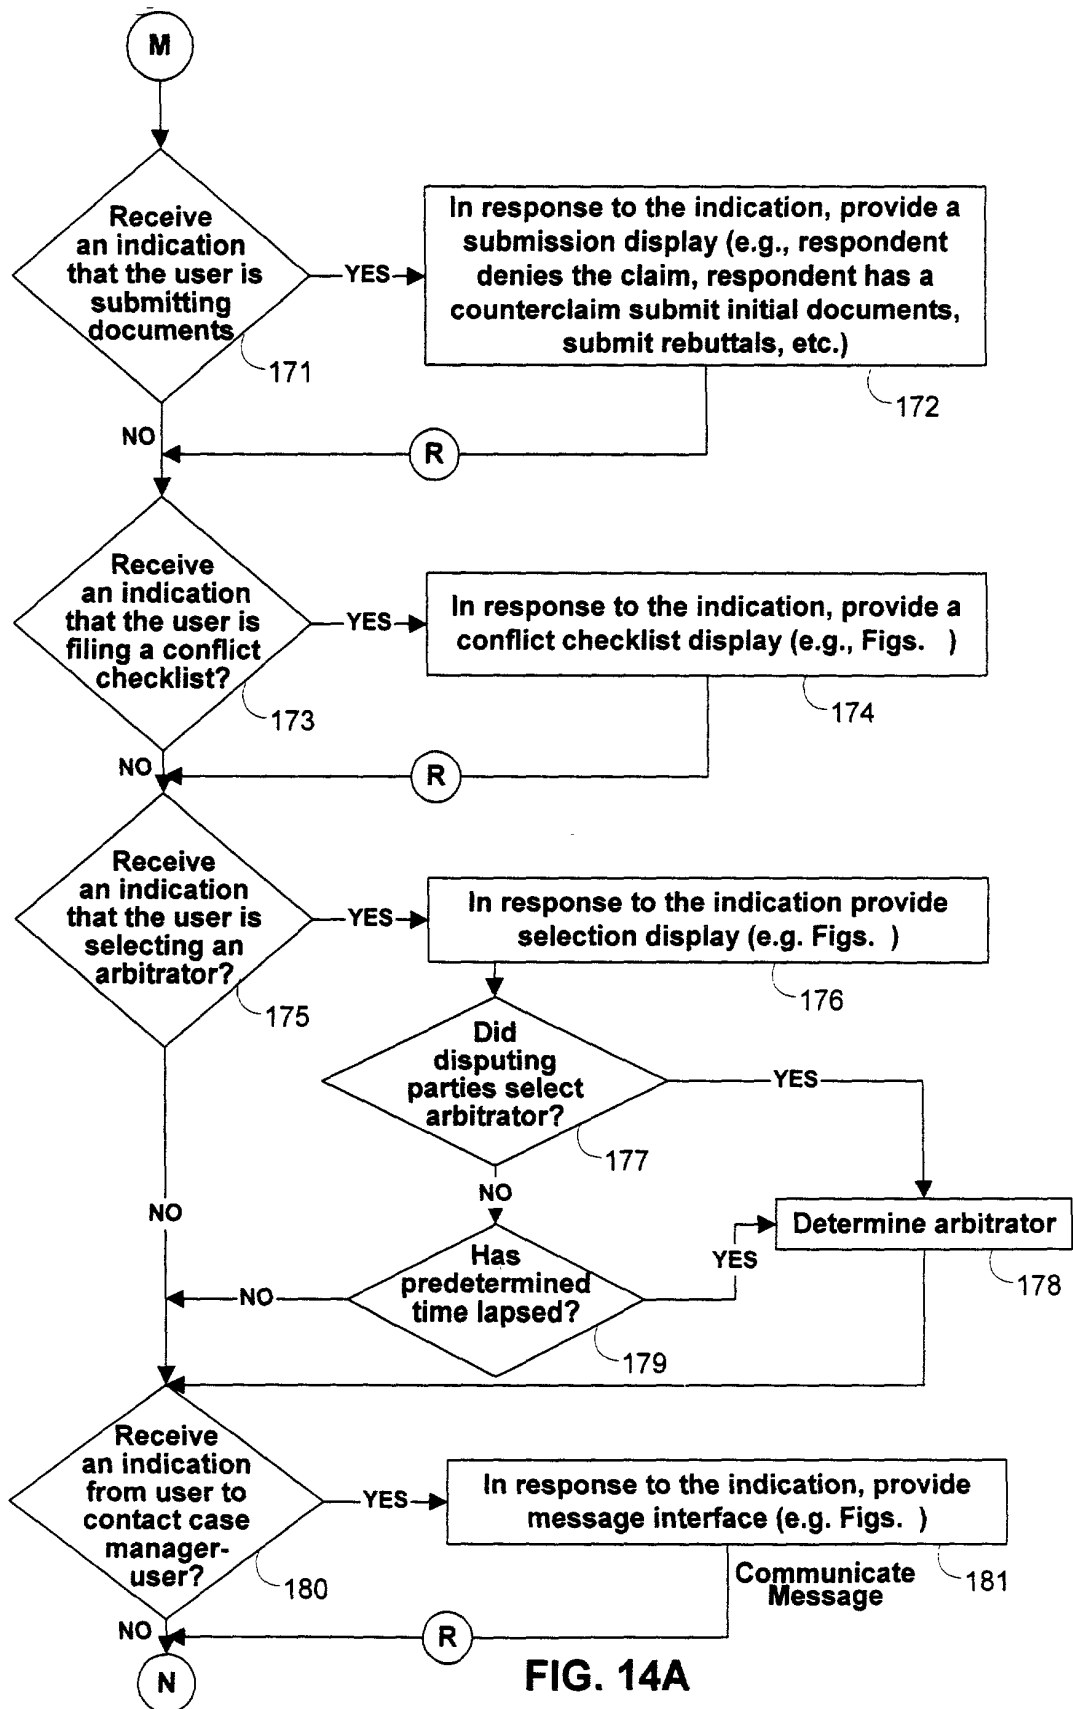 M
Receive
an indication
that the user is
submitting
documents
YES
In response to the indication, provide a
submission display (e.g., respondent
denies the claim, respondent has a
counterclaim submit initial documents,
submit rebuttals, etc.)
171
172
NO
R
Receive
an indication
that the user is
filing a conflict
checklist?
YES
In response to the indication, provide a
conflict checklist display (e.g., Figs. )
173
174
NO
R
Receive
an indication
that the user is
selecting an
arbitrator?
YES
In response to the indication provide
selection display (e.g. Figs. )
175
176
Did
disputing
parties select
arbitrator?
YES
177
NO
NO
Determine arbitrator
178
Has
predetermined
time lapsed?
YES
NO
179
Receive
an indication
from user to
contact case
manager-
user?
YES
In response to the indication, provide
message interface (e.g. Figs. )
180
181
Communicate
Message
NO
R
N
FIG. 14A